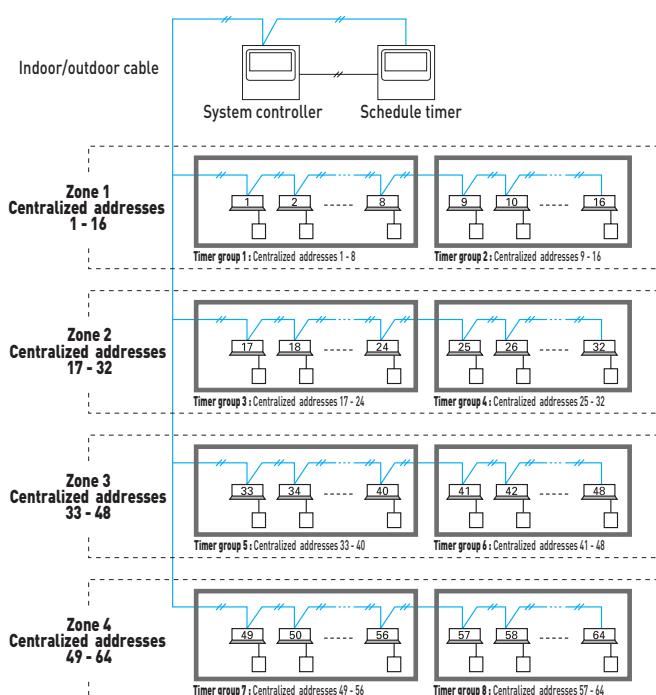 Indoor/outdoor cable
System controller
Schedule timer
Zone 1
Centralized addresses
1 - 16
1
2
8
9
10
16
Timer group 1 : Centralized addresses 1 - 8
Timer group 2 : Centralized addresses 9 - 16
Zone 2
Centralized addresses
17 - 32
17
18
24
25
26
32
Timer group 3 : Centralized addresses 17 - 24
Timer group 4 : Centralized addresses 25 - 32
Zone 3
Centralized addresses
33 - 48
33
34
40
41
42
48
Timer group 5 : Centralized addresses 33 - 40
Timer group 6 : Centralized addresses 41 - 48
Zone 4
Centralized addresses
49 - 64
49
50
56
57
58
64
Timer group 7 : Centralized addresses 49 - 56
Timer group 8 : Centralized addresses 57 - 64